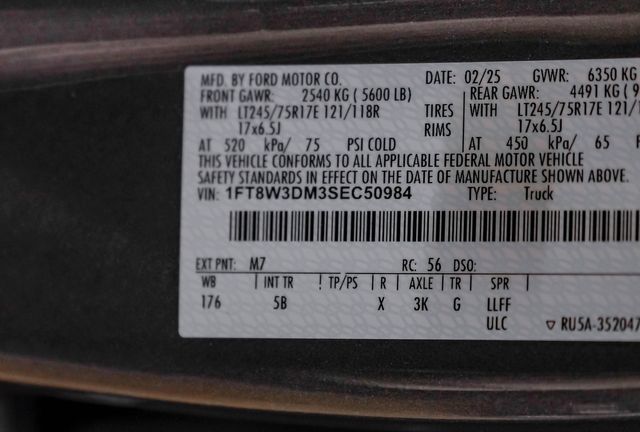 MFD. BY FORD MOTOR CO. DATE: 02/25 GVWR: 6350 KG
FRONT GAWR: 2540 KG (5600 LB) REAR GAWR: 4491 KG (9
WITH LT245/75R17E 121/118R TIRES WITH LT245/75R17E 121/1
17x6.5J RIMS 17x6.5J
AT 520 kPa/ 75 PSI COLD AT 450 kPa/ 65 P
THIS VEHICLE CONFORMS TO ALL APPLICABLE FEDERAL MOTOR VEHICLE
SAFETY STANDARDS IN EFFECT ON THE DATE OF MANUFACTURE SHOWN ABOVE.
VIN: 1FT8W3DM3SEC50984 TYPE: Truck
EXT PNT: M7 RC: 56 DSO:
WB INT TR TP/PS R AXLE TR SPR
176 5B X 3K G LLFF
ULC ▽ RU5A-352047